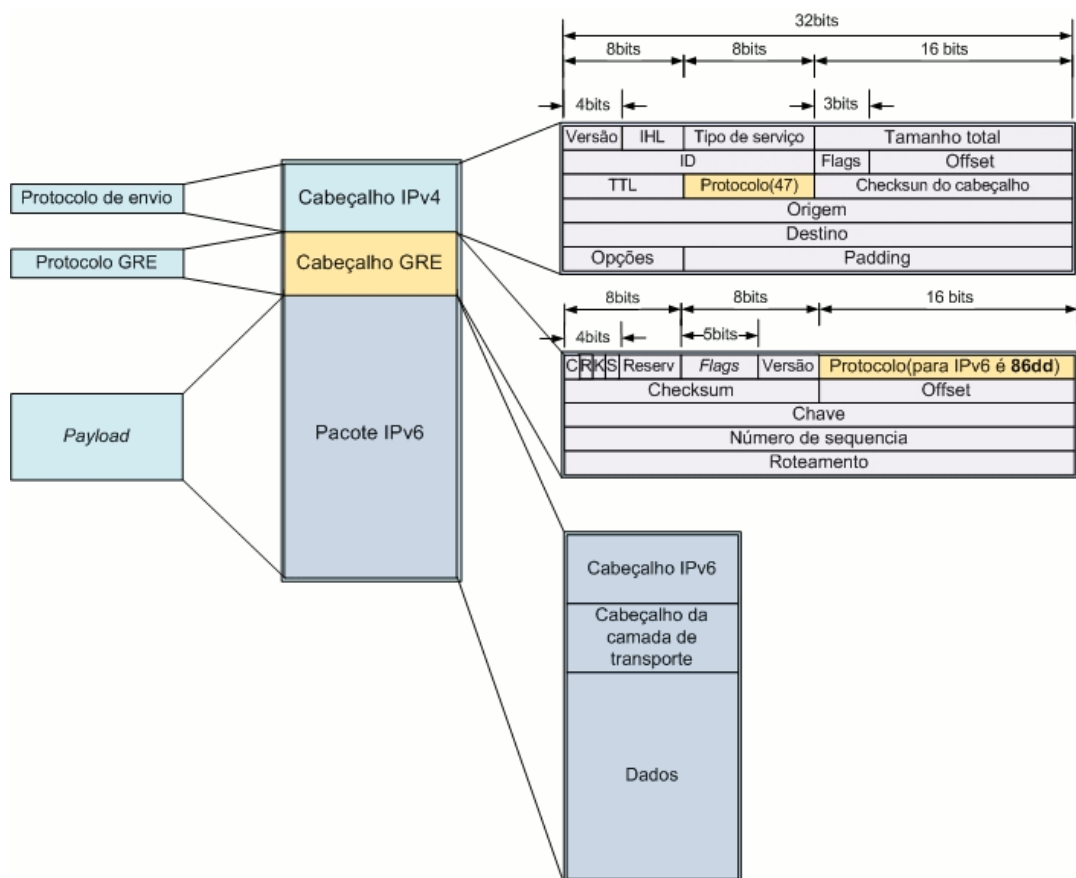 32bits
8bits
8bits
16 bits
4bits
3bits
Versão
IHL
Tipo de serviço
Tamanho total
ID
Flags
Offset
TTL
Protocolo(47)
Checksun do cabeçalho
Origem
Destino
Opções
Padding
Protocolo de envio
Protocolo GRE
Payload
Cabeçalho IPv4
Cabeçalho GRE
Pacote IPv6
8bits
8bits
16 bits
4bits
5bits
C
R
K
S
Reserv
Flags
Versão
Protocolo(para IPv6 é 86dd)
Checksum
Offset
Chave
Número de sequencia
Roteamento
Cabeçalho IPv6
Cabeçalho da
camada de
transporte
Dados